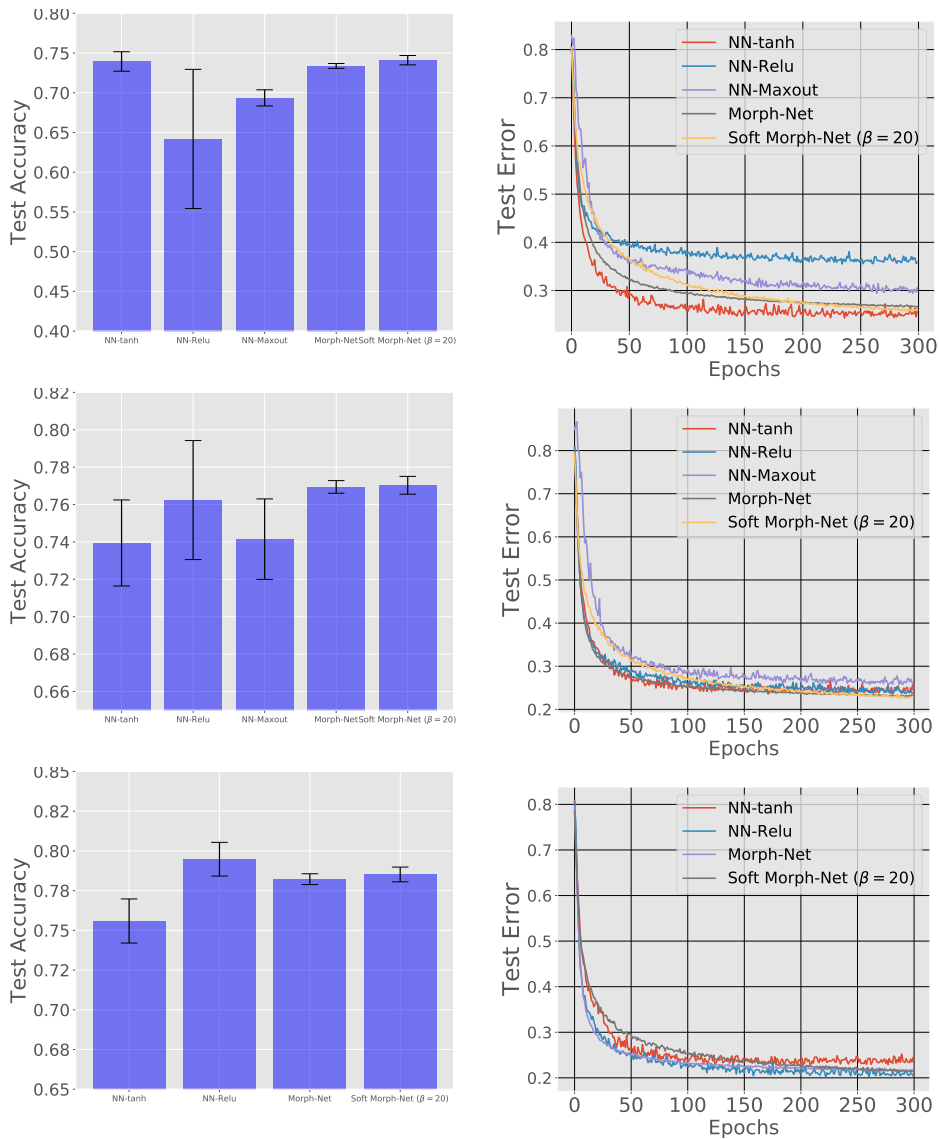 0.80
0.75
0.70
0.65
0.60
0.55
0.50
0.45
0.40
Test Accuracy
NN-tanh NN-Relu NN-Maxout Morph-Net Soft Morph-Net (β = 20)
0.8
0.7
0.6
0.5
0.4
0.3
Test Error
NN-tanh
NN-Relu
NN-Maxout
Morph-Net
Soft Morph-Net (β = 20)
0 50 100 150 200 250 300
Epochs
0.82
0.80
0.78
0.76
0.74
0.72
0.70
0.68
0.66
Test Accuracy
NN-tanh NN-Relu NN-Maxout Morph-Net Soft Morph-Net (β = 20)
0.8
0.7
0.6
0.5
0.4
0.3
0.2
Test Error
NN-tanh
NN-Relu
NN-Maxout
Morph-Net
Soft Morph-Net (β = 20)
0 50 100 150 200 250 300
Epochs
0.85
0.82
0.80
0.78
0.75
0.72
0.70
0.68
0.65
Test Accuracy
NN-tanh NN-Relu Morph-Net Soft Morph-Net (β = 20)
0.8
0.7
0.6
0.5
0.4
0.3
0.2
Test Error
NN-tanh
NN-Relu
Morph-Net
Soft Morph-Net (β = 20)
0 50 100 150 200 250 300
Epochs